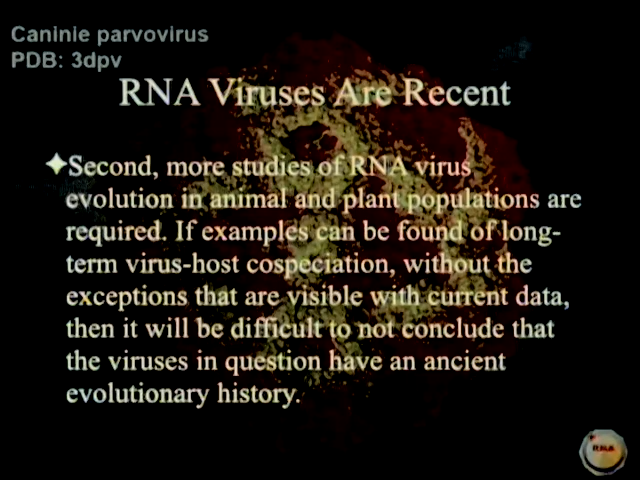 Caninie parvovirus
PDB: 3dpv
RNA Viruses Are Recent
Second, more studies of RNA virus
evolution in animal and plant populations are
required. If examples can be found of long-
term virus-host cospeciation, without the
exceptions that are visible with current data,
then it will be difficult to not conclude that
the viruses in question have an ancient
evolutionary history.
RNA